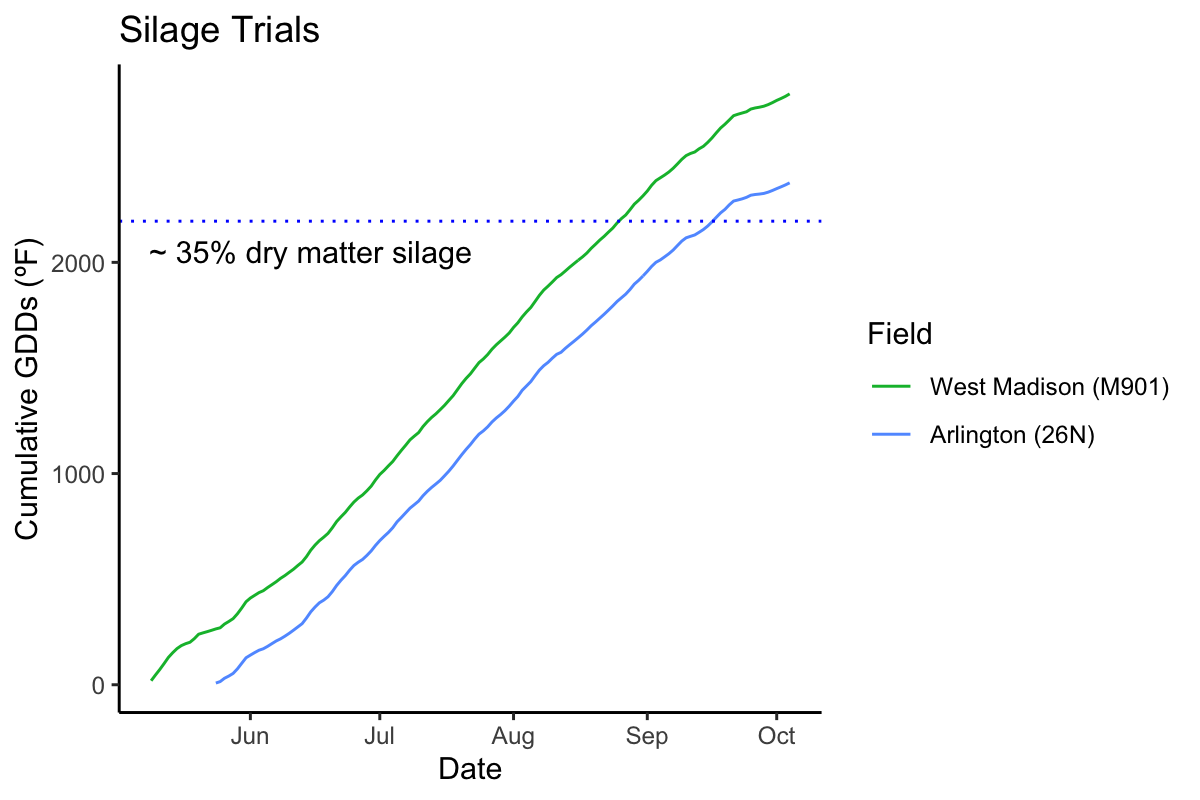 Silage Trials
Cumulative GDDs (ºF)
2000
1000
0
~ 35% dry matter silage
Jun Jul Aug Sep Oct
Date
Field
West Madison (M901)
Arlington (26N)